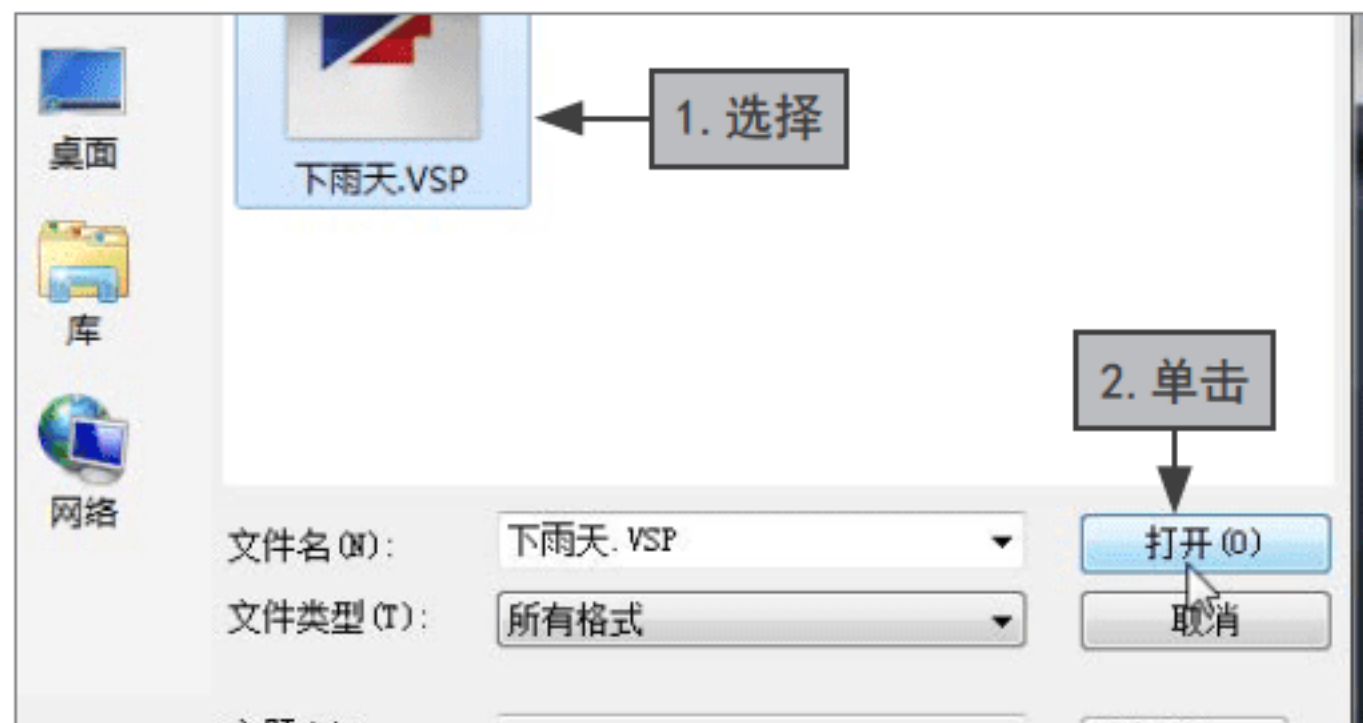 桌面
库
网络
下雨天.VSP
1. 选择
2. 单击
文件名(N):
下雨天.VSP
打开(O)
文件类型(T):
所有格式
取消